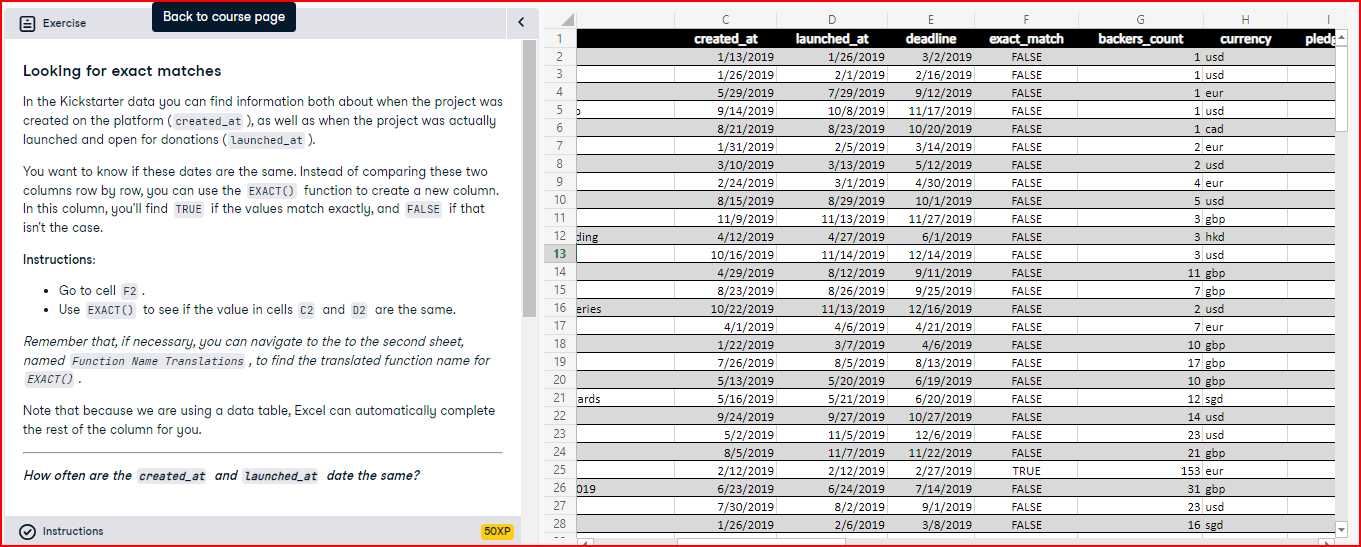 Exercise
Back to course page
Looking for exact matches
In the Kickstarter data you can find information both about when the project was
created on the platform ( created_at ), as well as when the project was actually
launched and open for donations ( launched_at ).
You want to know if these dates are the same. Instead of comparing these two
columns row by row, you can use the EXACT() function to create a new column.
In this column, you'll find TRUE if the values match exactly, and FALSE if that
isn't the case.
Instructions:
• Go to cell F2 .
• Use EXACT() to see if the value in cells C2 and D2 are the same.
Remember that, if necessary, you can navigate to the to the second sheet,
named Function Name Translations , to find the translated function name for
EXACT() .
Note that because we are using a data table, Excel can automatically complete
the rest of the column for you.
How often are the created_at and launched_at date the same?
Instructions
50XP
C D E F G H I
1 created_at launched_at deadline exact_match backers_count currency pledg
2 1/13/2019 1/26/2019 3/2/2019 FALSE 1 usd
3 1/26/2019 2/1/2019 2/16/2019 FALSE 1 usd
4 5/29/2019 7/29/2019 9/12/2019 FALSE 1 eur
5 9/14/2019 10/8/2019 11/17/2019 FALSE 1 usd
6 8/21/2019 8/23/2019 10/20/2019 FALSE 1 cad
7 1/31/2019 2/5/2019 3/14/2019 FALSE 2 eur
8 3/10/2019 3/13/2019 5/12/2019 FALSE 2 usd
9 2/24/2019 3/1/2019 4/30/2019 FALSE 4 eur
10 8/15/2019 8/29/2019 10/1/2019 FALSE 5 usd
11 11/9/2019 11/13/2019 11/27/2019 FALSE 3 gbp
12 ding 4/12/2019 4/27/2019 6/1/2019 FALSE 3 hkd
13 10/16/2019 11/14/2019 12/14/2019 FALSE 3 usd
14 4/29/2019 8/12/2019 9/11/2019 FALSE 11 gbp
15 8/23/2019 8/26/2019 9/25/2019 FALSE 7 gbp
16 eries 10/22/2019 11/13/2019 12/16/2019 FALSE 2 usd
17 4/1/2019 4/6/2019 4/21/2019 FALSE 7 eur
18 1/22/2019 3/7/2019 4/6/2019 FALSE 10 gbp
19 7/26/2019 8/5/2019 8/13/2019 FALSE 17 gbp
20 5/13/2019 5/20/2019 6/19/2019 FALSE 10 gbp
21 ards 5/16/2019 5/21/2019 6/20/2019 FALSE 12 sgd
22 9/24/2019 9/27/2019 10/27/2019 FALSE 14 usd
23 5/2/2019 11/5/2019 12/6/2019 FALSE 23 usd
24 8/5/2019 11/7/2019 11/22/2019 FALSE 21 gbp
25 2/12/2019 2/12/2019 2/27/2019 TRUE 153 eur
26 019 6/23/2019 6/24/2019 7/14/2019 FALSE 31 gbp
27 7/30/2019 8/2/2019 9/1/2019 FALSE 23 usd
28 1/26/2019 2/6/2019 3/8/2019 FALSE 16 sgd